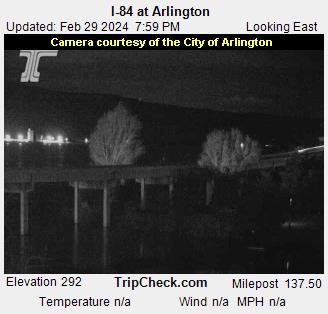 I-84 at Arlington
Updated: Feb 29 2024 7:59 PM Looking East
Camera courtesy of the City of Arlington
Elevation 292 TripCheck.com Milepost 137.50
Temperature n/a Wind n/a MPH n/a